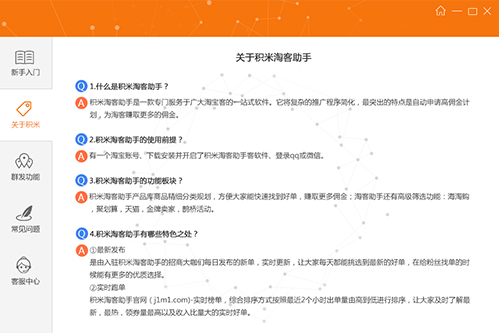 关于积米淘客助手
新手入门
关于积米
群发功能
常见问题
客服中心
Q 1.什么是积米淘客助手？
A 积米淘客助手是一款专门服务于广大淘宝客的一站式软件。它将复杂的推广程序简化，最突出的特点是自动申请高佣金计
划，为淘客赚取更多的佣金。
Q 2.积米淘客助手的使用前提？
A 有一个淘宝账号、下载安装并开启了积米淘客助手客软件、登录qq或微信。
Q 3.积米淘客助手的功能板块？
A 积米淘客助手产品库商品精细分类规划，方便大家能快速找到好单，赚取更多佣金；淘客助手还有高级筛选功能：海淘购
，聚划算，天猫，金牌卖家，鹊桥活动。
Q 4.积米淘客助手有哪些特色之处？
A ①最新发布
是由入驻积米淘客助手的招商大咖们每日发布的新单，实时更新，让大家每天都能挑选到最新的好单，在给粉丝找单的时
候能有更多的优质选择。
②实时跑单
积米淘客助手官网（j1m1.com)-实时榜单，综合排序方式按照最近2个小时出单量由高到低进行排序，让大家及时了解最
新，最热，领券量最高以及收入比量大的实时好单。